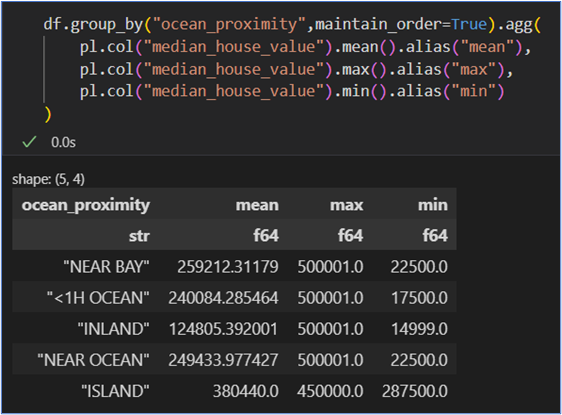 df.group_by("ocean_proximity",maintain_order=True).agg(
    pl.col("median_house_value").mean().alias("mean"),
    pl.col("median_house_value").max().alias("max"),
    pl.col("median_house_value").min().alias("min")
)
✓ 0.0s
shape: (5, 4)
ocean_proximity mean max min
str f64 f64 f64
"NEAR BAY" 259212.31179 500001.0 22500.0
"<1H OCEAN" 240084.285464 500001.0 17500.0
"INLAND" 124805.392001 500001.0 14999.0
"NEAR OCEAN" 249433.977427 500001.0 22500.0
"ISLAND" 380440.0 450000.0 287500.0